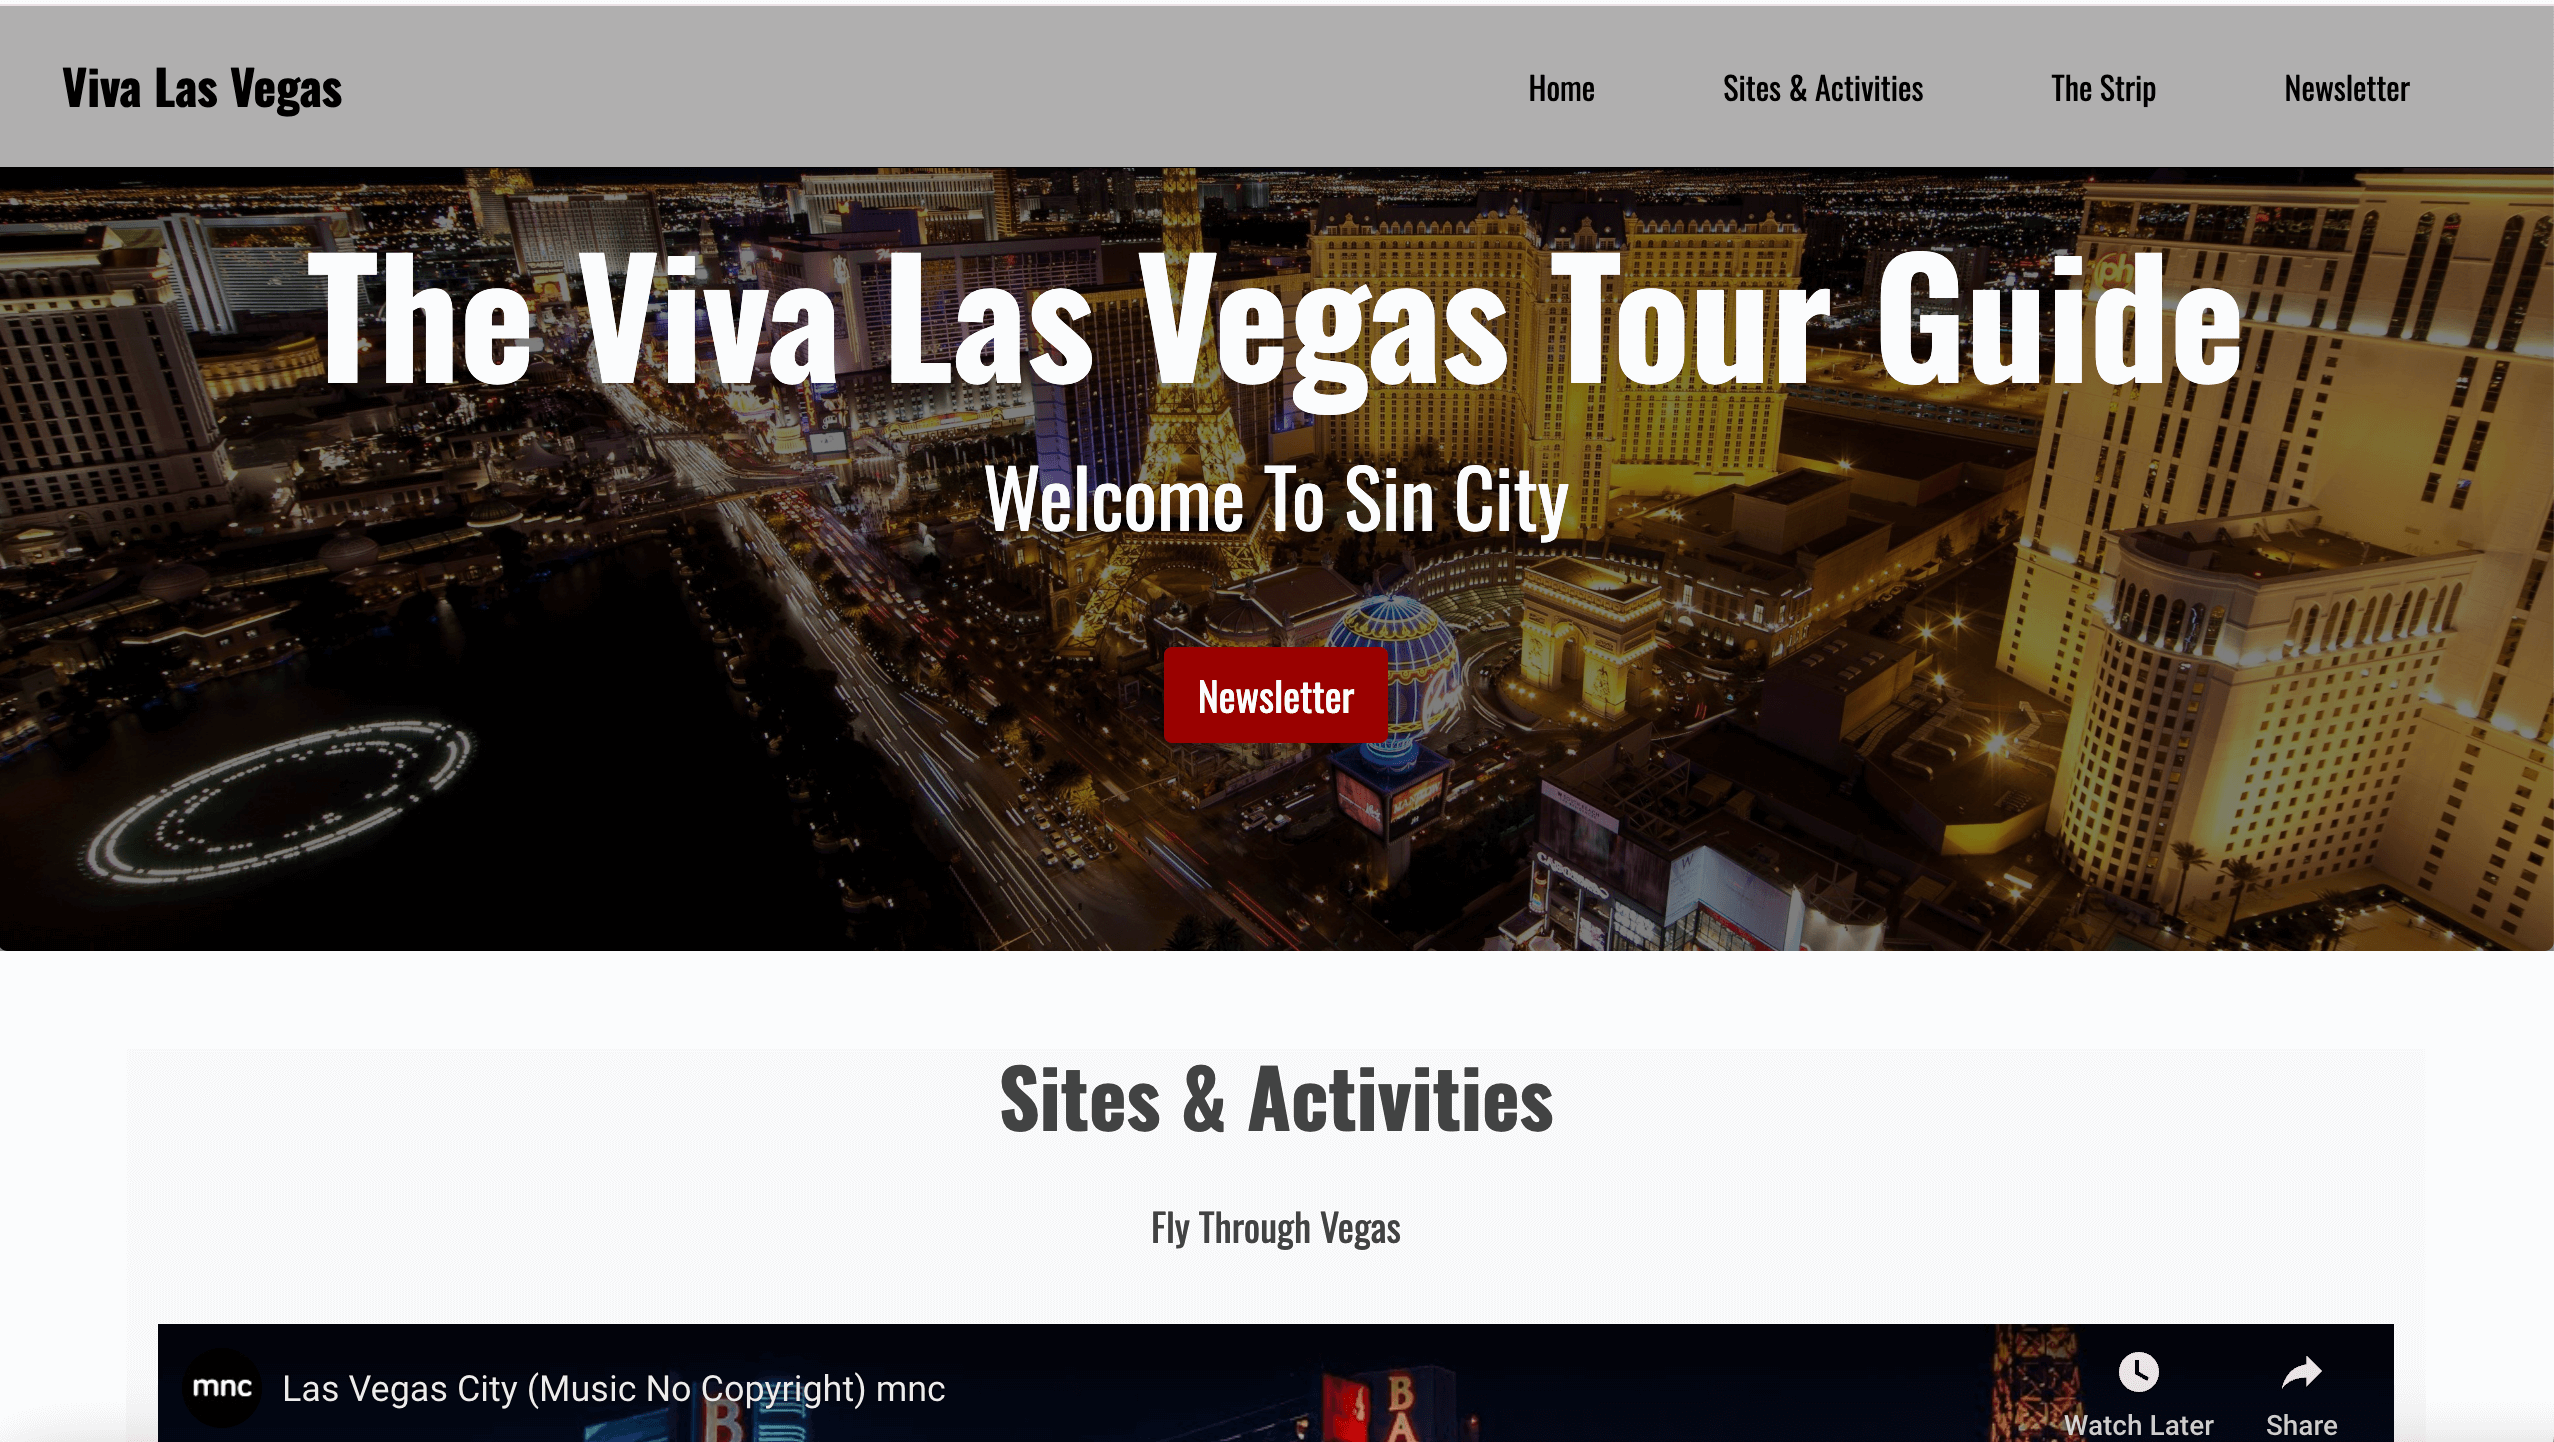 Viva Las Vegas
Home Sites & Activities The Strip Newsletter
The Viva Las Vegas Tour Guide
ph
Welcome To Sin City
Newsletter
Sites & Activities
Fly Through Vegas
mnc Las Vegas City (Music No Copyright) mnc
Watch Later Share
B
B
A